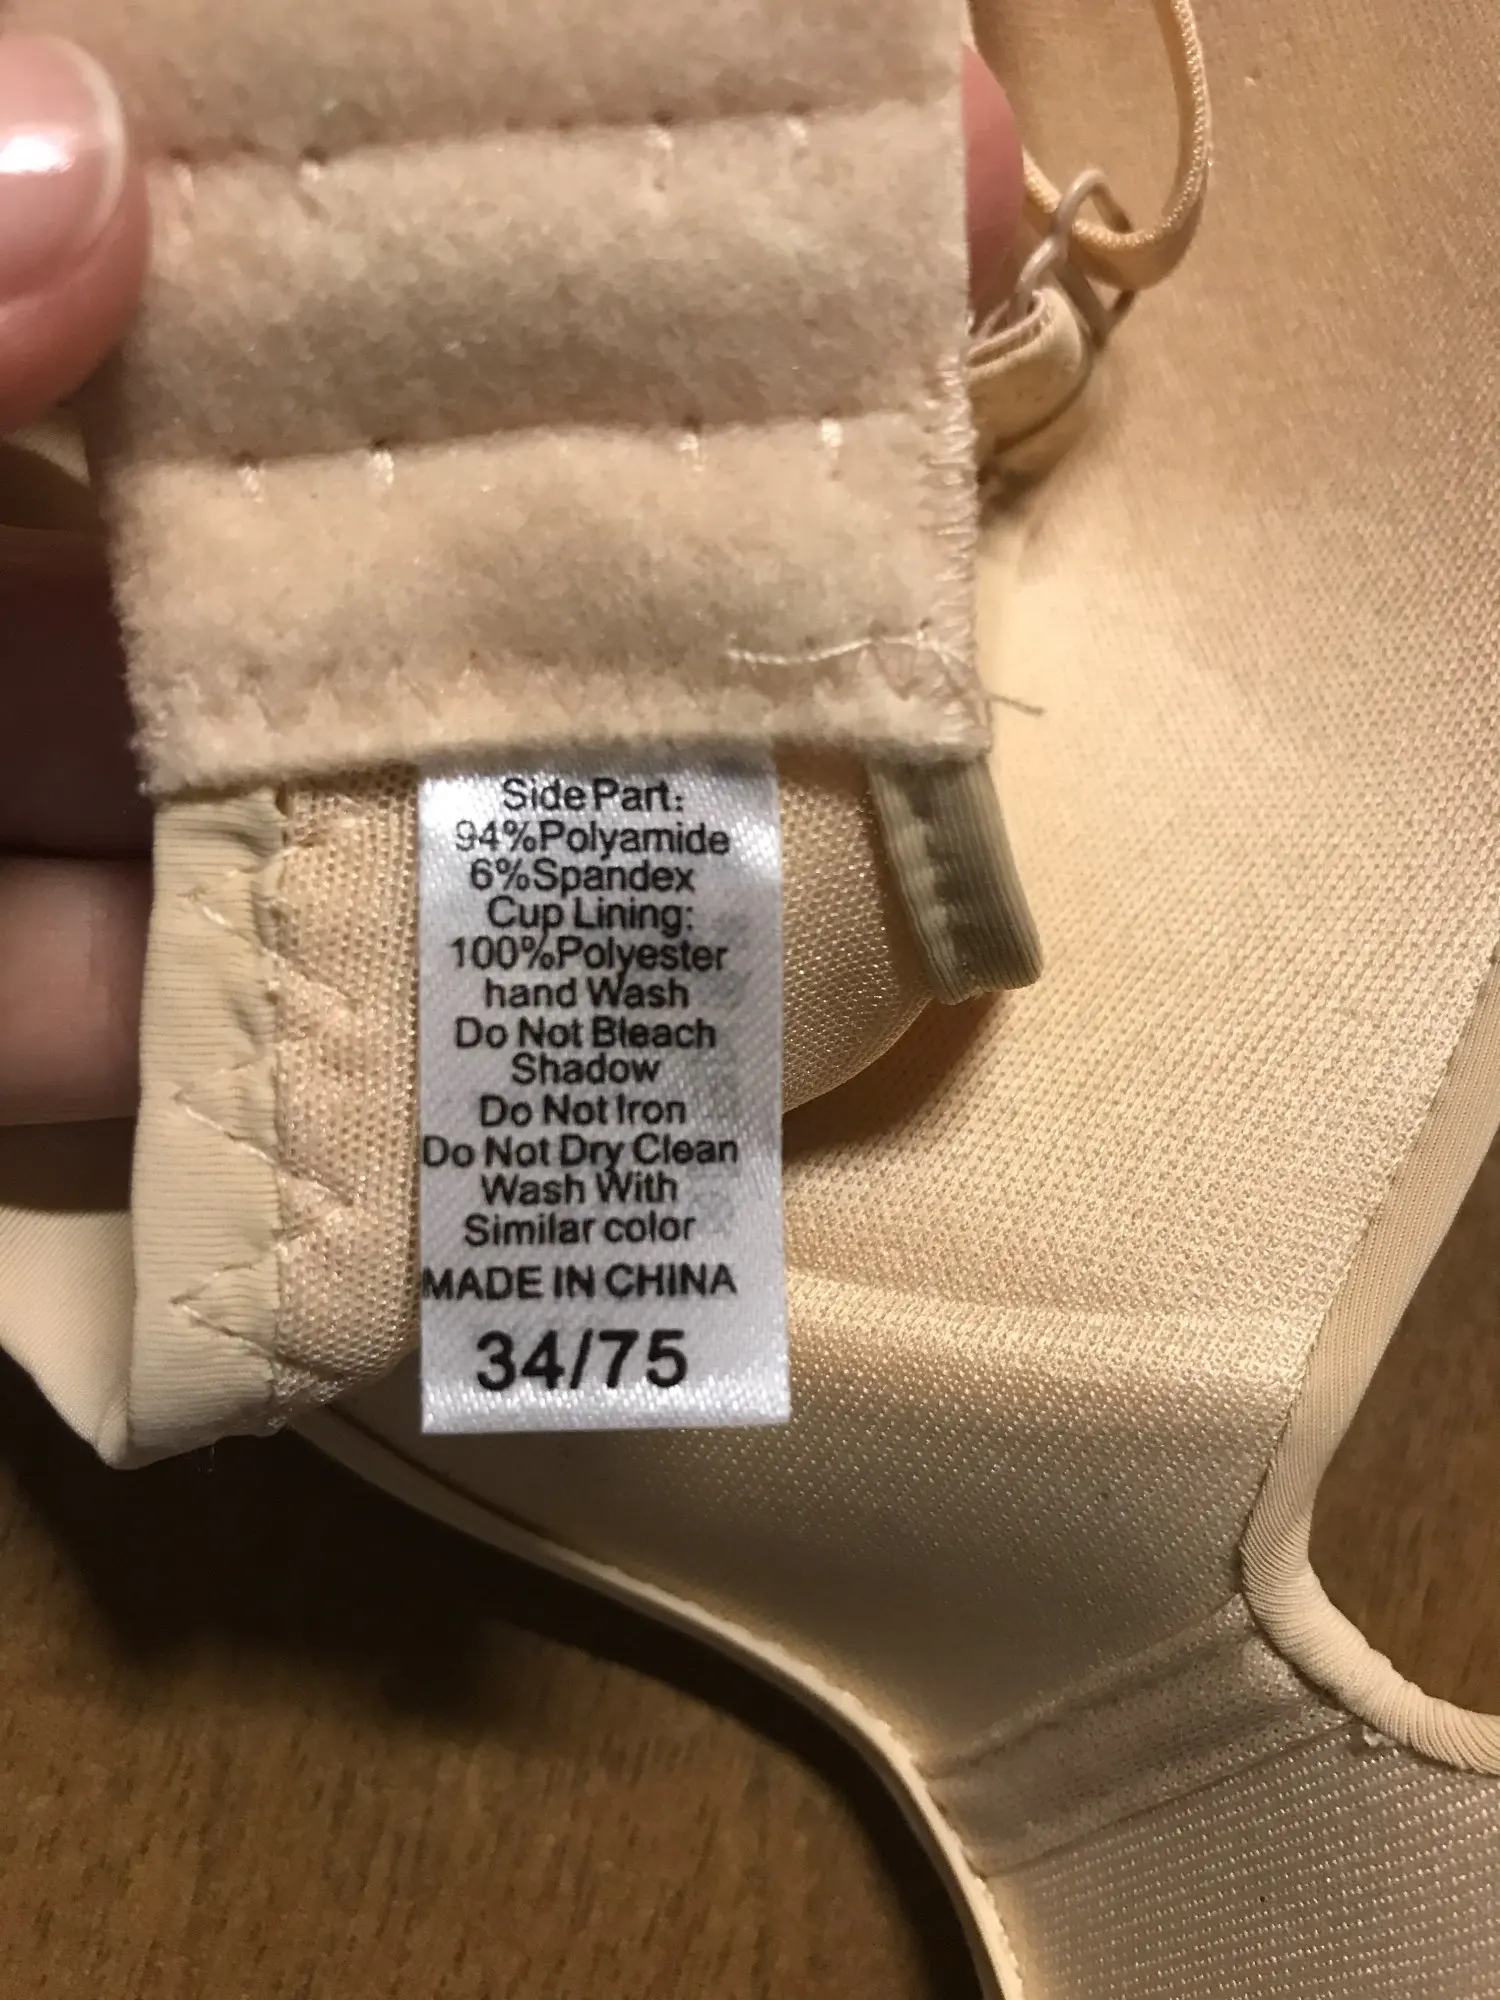 Side Part:
94%Polyamide
6%Spandex
Cup Lining:
100%Polyester
hand Wash
Do Not Bleach
Shadow
Do Not Iron
Do Not Dry Clean
Wash With
Similar color
MADE IN CHINA
34/75